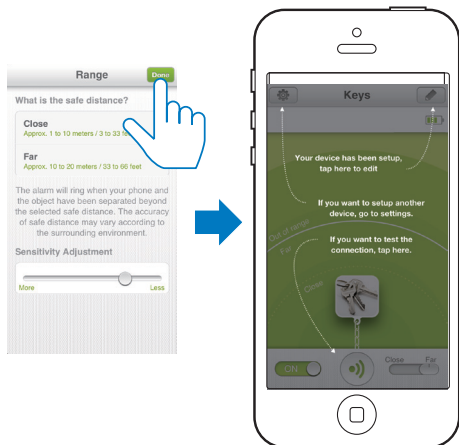 Range
Done
What is the safe distance?
Close
Approx. 1 to 10 meters / 3 to 33 fe
Far
Approx. 10 to 20 meters / 33 to 66 feet
The alarm will ring when your phone and
the object have been separated beyond
the selected safe distance. The accuracy
of safe distance may vary according to
the surrounding environment.
Sensitivity Adjustment
More
Less
Keys
Your device has been setup,
tap here to edit
If you want to setup another
device, go to settings.
If you want to test the
connection, tap here.
Out of range
Far
Close
ON
Close
Far